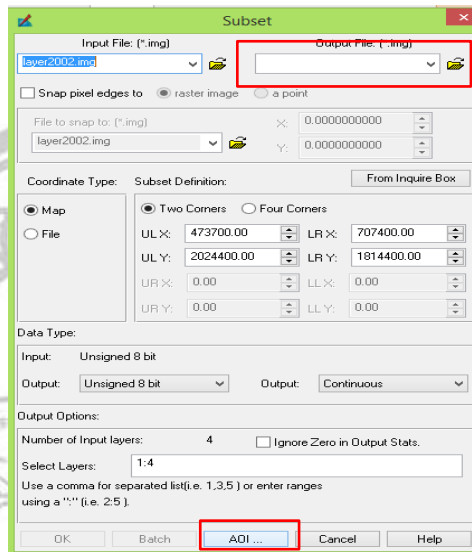 Subset
Input File: (*.img) Output File: (*.img)
layer2002.img
Snap pixel edges to raster image a point
File to snap to: (*.img) X: 0.0000000000
layer2002.img Y: 0.0000000000
Coordinate Type: Subset Definition: From Inquire Box
Map Two Corners Four Corners
File UL X: 473700.00 LR X: 707400.00
UL Y: 2024400.00 LR Y: 1814400.00
UR X: 0.00 LL X: 0.00
UR Y: 0.00 LL Y: 0.00
Data Type:
Input: Unsigned 8 bit
Output: Unsigned 8 bit Output: Continuous
Output Options:
Number of Input layers: 4 Ignore Zero in Output Stats.
Select Layers: 1:4
Use a comma for separated list(i.e. 1,3,5 ) or enter ranges
using a ":" (i.e. 2:5 ).
OK Batch AOI ... Cancel Help